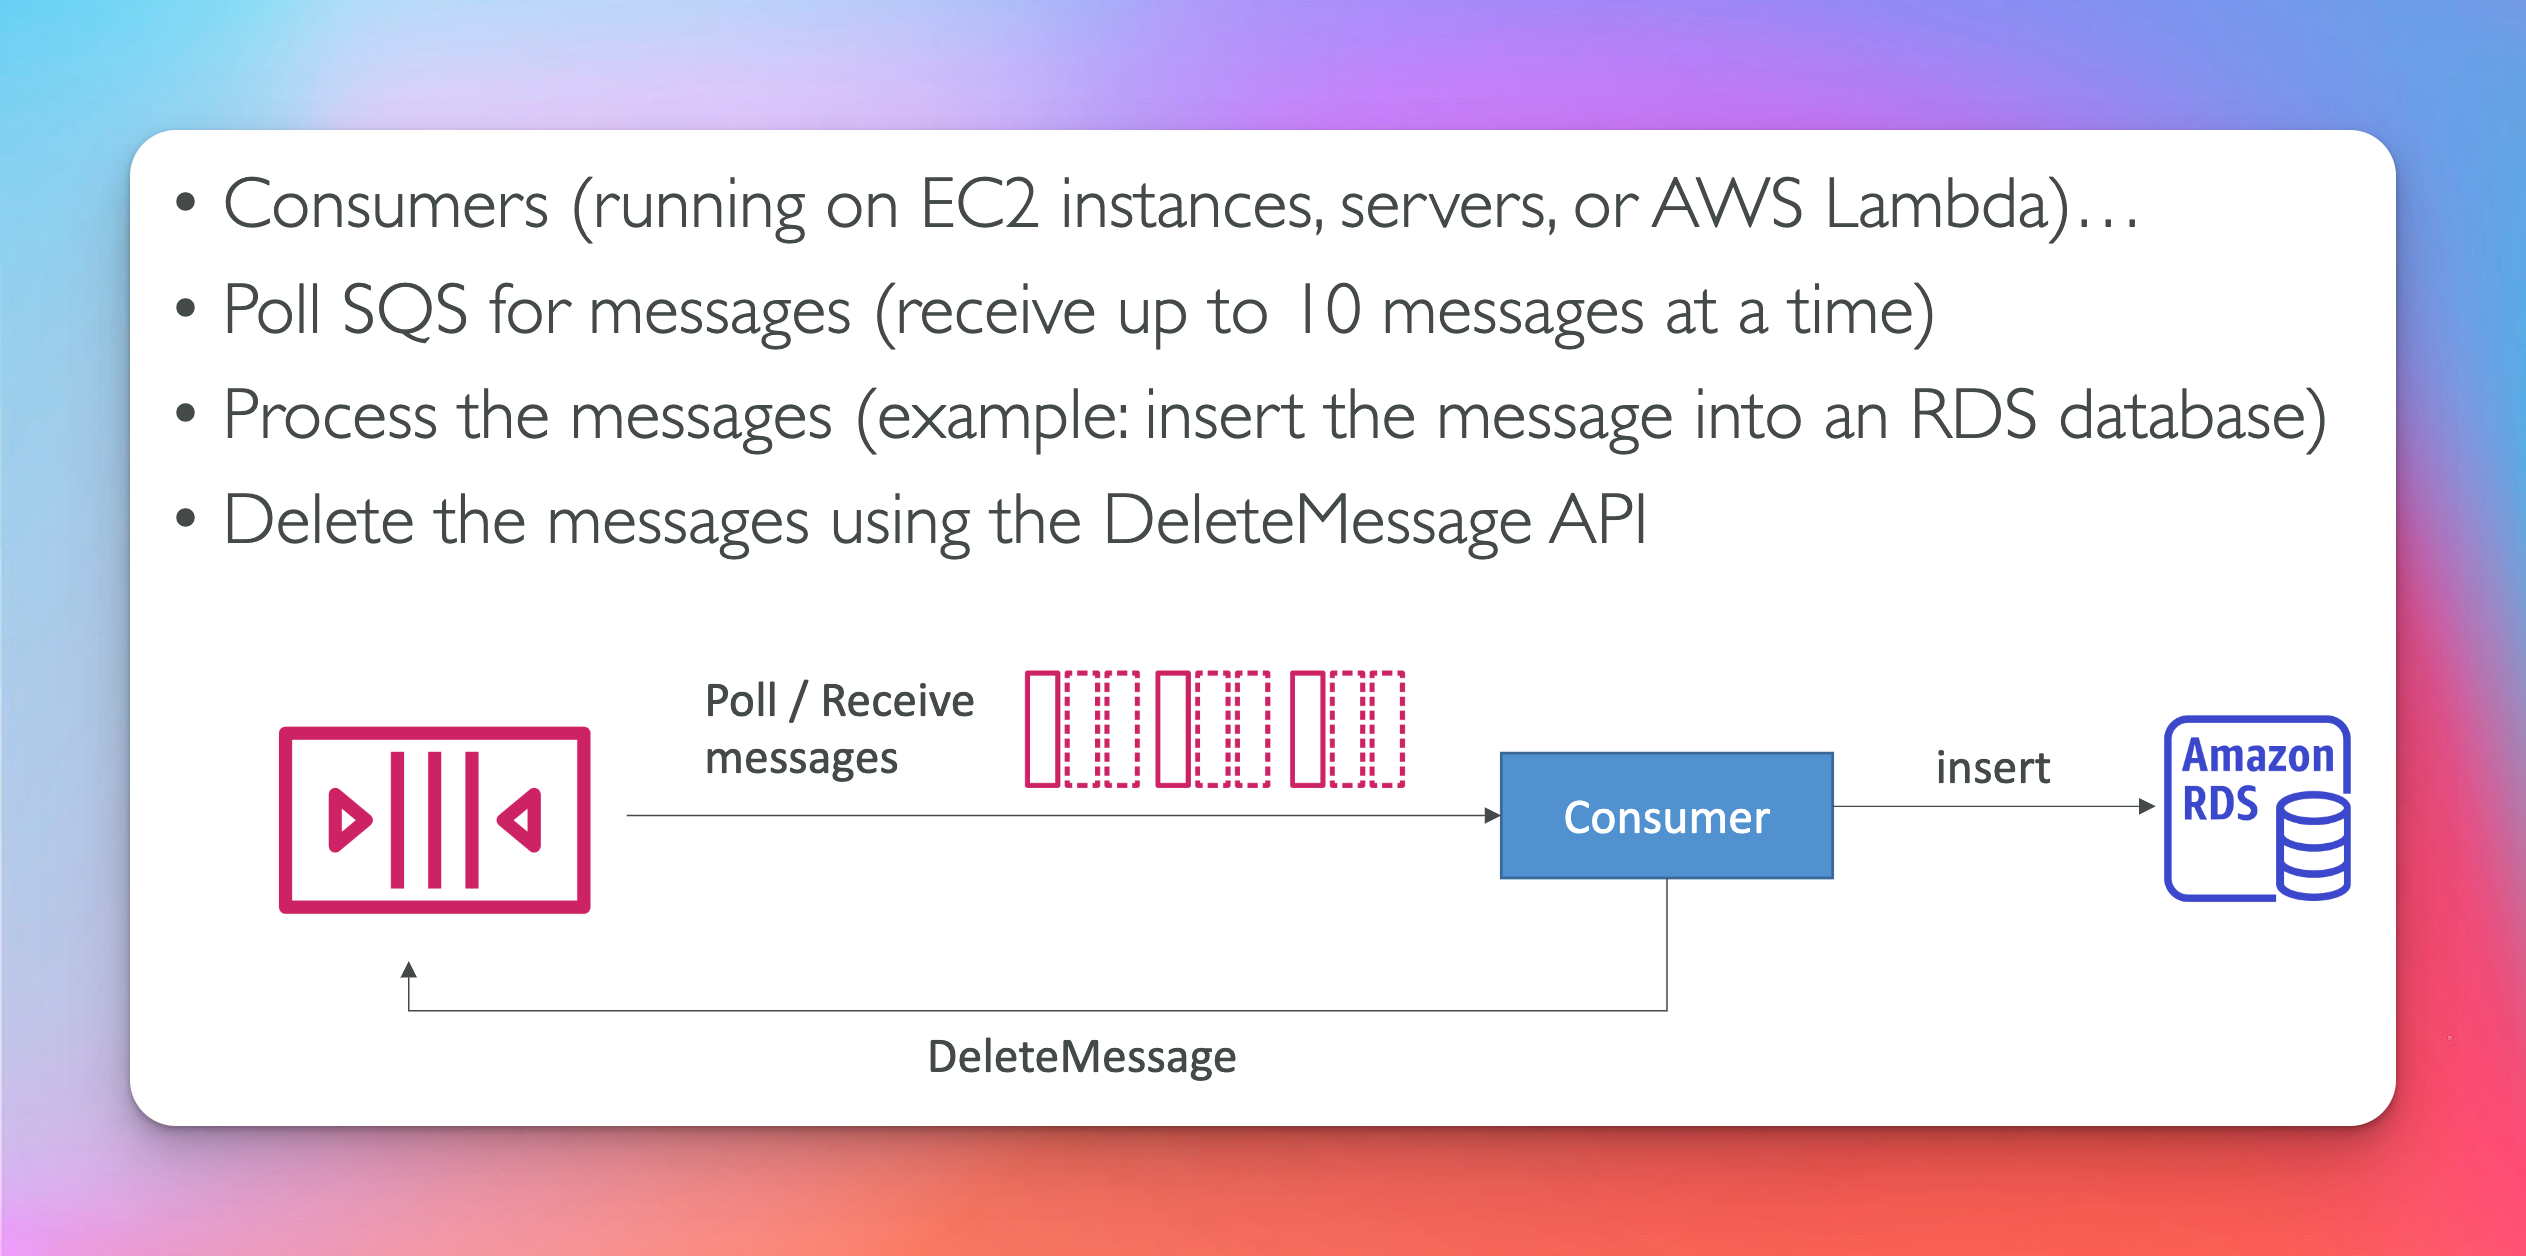 • Consumers (running on EC2 instances, servers, or AWS Lambda)…
• Poll SQS for messages (receive up to 10 messages at a time)
• Process the messages (example: insert the message into an RDS database)
• Delete the messages using the DeleteMessage API
Poll / Receive
messages
Consumer
insert
Amazon
RDS
DeleteMessage